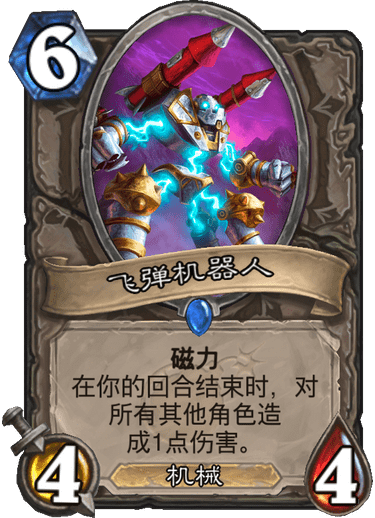 6
飞弹机器人
磁力
在你的回合结束时，对
所有其他角色造
成1点伤害。
4
机械
4